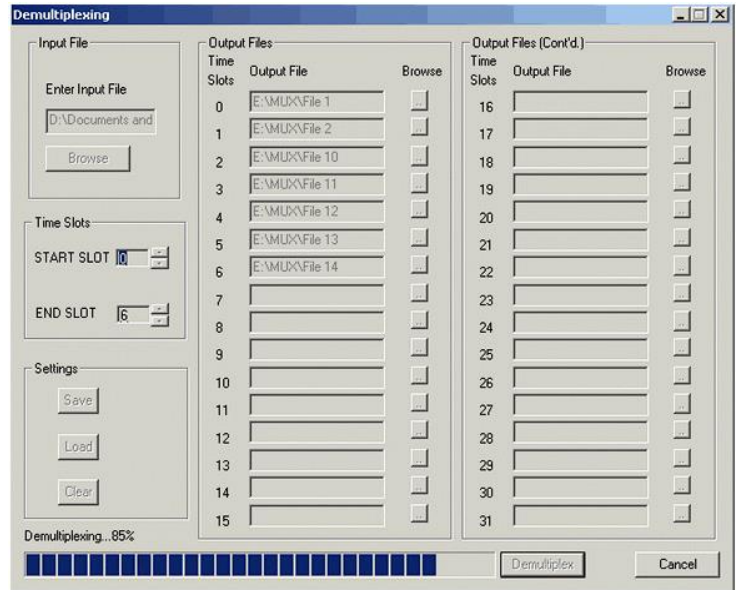 Demultiplexing
Input File
Enter Input File
D:\Documents and
Browse
Time Slots
START SLOT 0
END SLOT 6
Settings
Save
Load
Clear
Output Files
Time Slots Output File Browse
0 E:\MUX\File 1 ..
1 E:\MUX\File 2 ..
2 E:\MUX\File 10 ..
3 E:\MUX\File 11 ..
4 E:\MUX\File 12 ..
5 E:\MUX\File 13 ..
6 E:\MUX\File 14 ..
7 ..
8 ..
9 ..
10 ..
11 ..
12 ..
13 ..
14 ..
15 ..
Output Files (Cont'd.)
Time Slots Output File Browse
16 ..
17 ..
18 ..
19 ..
20 ..
21 ..
22 ..
23 ..
24 ..
25 ..
26 ..
27 ..
28 ..
29 ..
30 ..
31 ..
Demultiplexing...85%
Demultiplex
Cancel